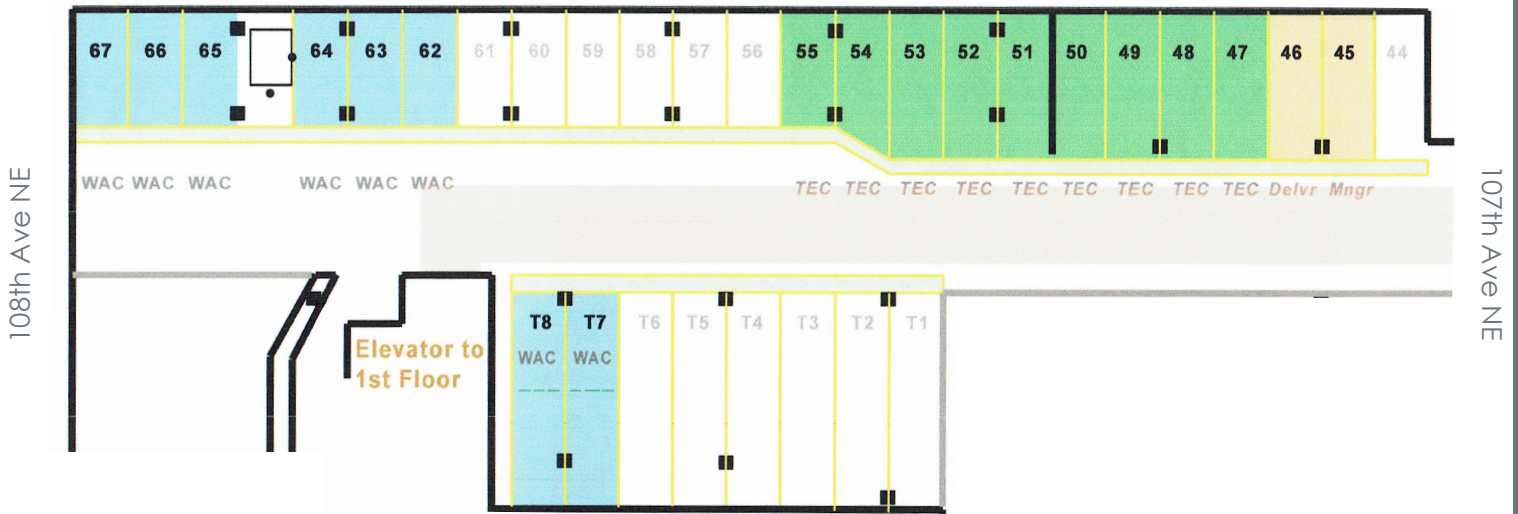 67 66 65 64 63 62 61 60 59 58 57 56 55 54 53 52 51 50 49 48 47 46 45 44
WAC WAC WAC WAC WAC WAC TEC TEC TEC TEC TEC TEC TEC TEC TEC Delvr Mngr
108th Ave NE
107th Ave NE
T8 T7 T6 T5 T4 T3 T2 T1
WAC WAC
Elevator to
1st Floor